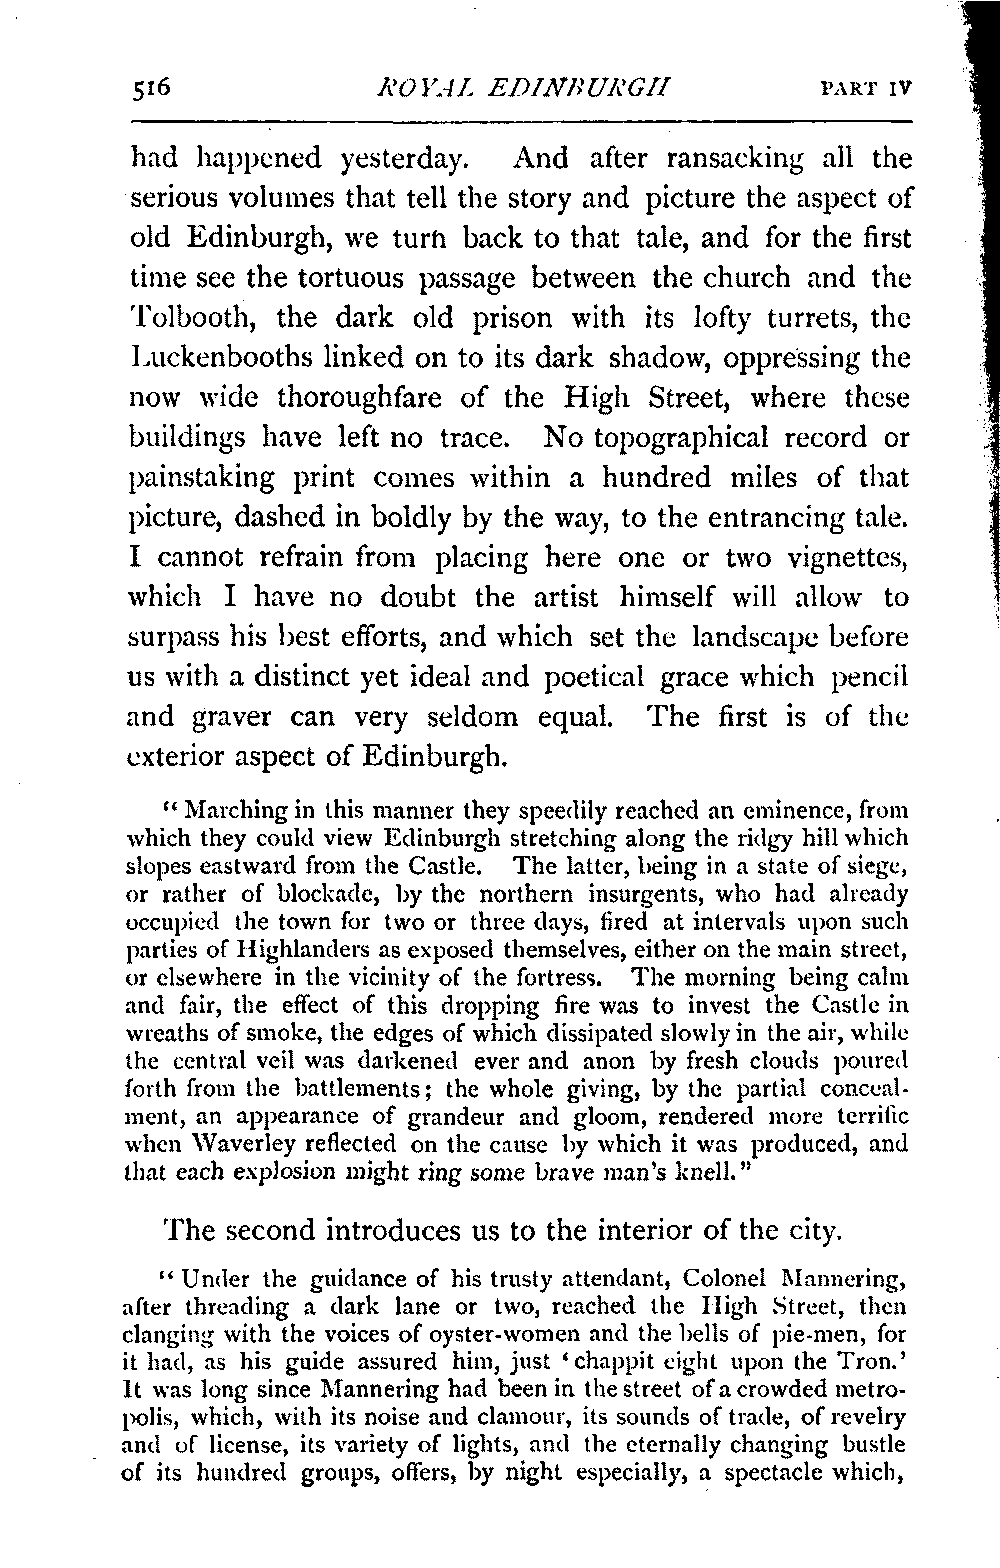 516 ROYAL EDINBURGH PART IV
had happened yesterday. And after ransacking all the
serious volumes that tell the story and picture the aspect of
old Edinburgh, we turn back to that tale, and for the first
time see the tortuous passage between the church and the
Tolbooth, the dark old prison with its lofty turrets, the
Luckenbooths linked on to its dark shadow, oppressing the
now wide thoroughfare of the High Street, where these
buildings have left no trace. No topographical record or
painstaking print comes within a hundred miles of that
picture, dashed in boldly by the way, to the entrancing tale.
I cannot refrain from placing here one or two vignettes,
which I have no doubt the artist himself will allow to
surpass his best efforts, and which set the landscape before
us with a distinct yet ideal and poetical grace which pencil
and graver can very seldom equal. The first is of the
exterior aspect of Edinburgh.
“Marching in this manner they speedily reached an eminence, from
which they could view Edinburgh stretching along the ridgy hill which
slopes eastward from the Castle. The latter, being in a state of siege,
or rather of blockade, by the northern insurgents, who had already
occupied the town for two or three days, fired at intervals upon such
parties of Highlanders as exposed themselves, either on the main street,
or elsewhere in the vicinity of the fortress. The morning being calm
and fair, the effect of this dropping fire was to invest the Castle in
wreaths of smoke, the edges of which dissipated slowly in the air, while
the central veil was darkened ever and anon by fresh clouds poured
forth from the battlements; the whole giving, by the partial conceal-
ment, an appearance of grandeur and gloom, rendered more terrific
when Waverley reflected on the cause by which it was produced, and
that each explosion might ring some brave man's knell.”
The second introduces us to the interior of the city.
“Under the guidance of his trusty attendant, Colonel Mannering,
after threading a dark lane or two, reached the High Street, then
clanging with the voices of oyster-women and the bells of pie-men, for
it had, as his guide assured him, just ‘chappit eight upon the Tron.’
It was long since Mannering had been in the street of a crowded metro-
polis, which, with its noise and clamour, its sounds of trade, of revelry
and of license, its variety of lights, and the eternally changing bustle
of its hundred groups, offers, by night especially, a spectacle which,